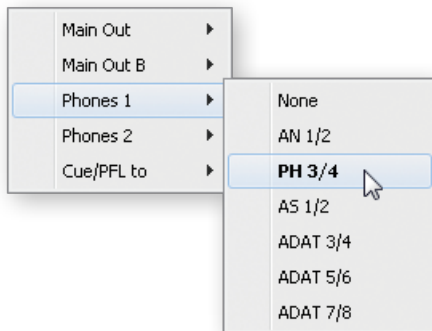 Main Out
Main Out B
Phones 1
Phones 2
Cue/PFL to
None
AN 1/2
PH 3/4
AS 1/2
ADAT 3/4
ADAT 5/6
ADAT 7/8